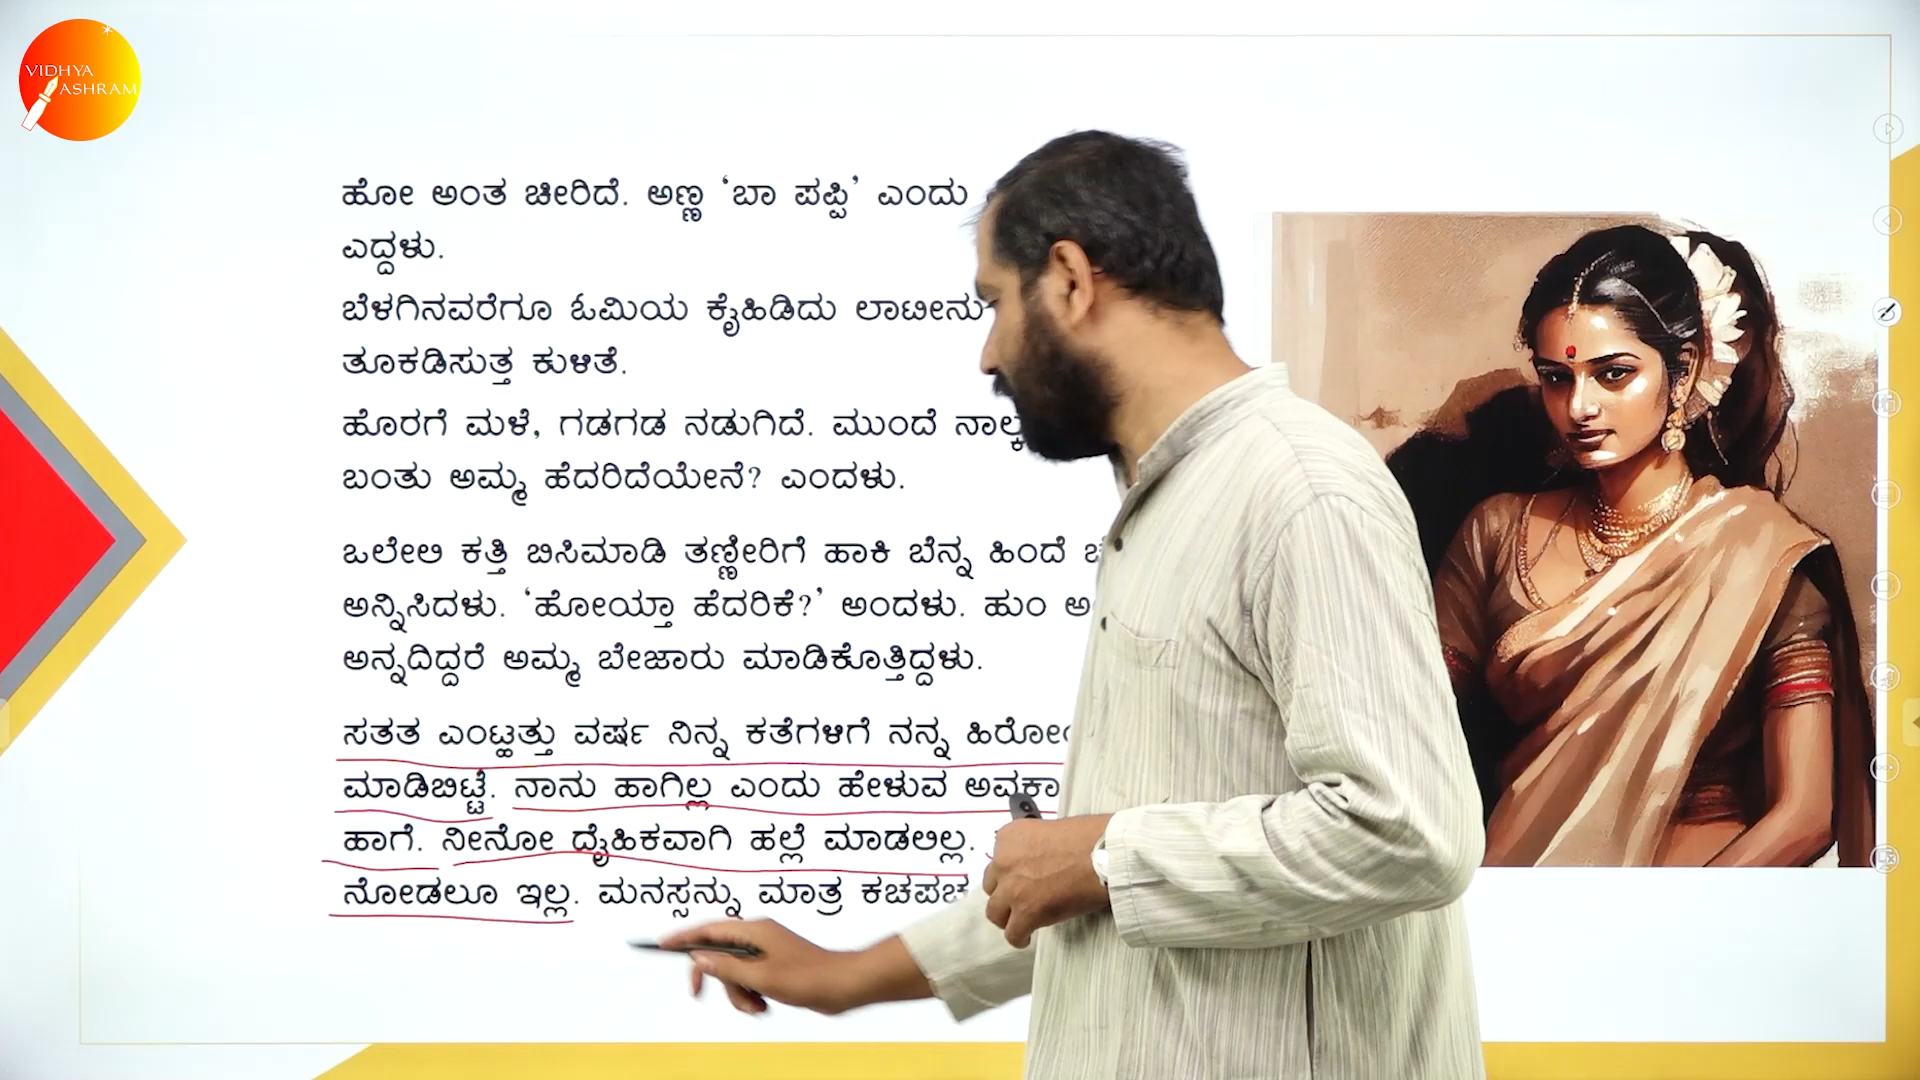 VIDHYA
ASHRAM
ಹೋ ಅಂತ ಚೀರಿದೆ. ಅಣ್ಣ ‘ಬಾ ಪಪ್ಪಿ’ ಎಂದು
ಎದ್ದಳು.
ಬೆಳಗಿನವರೆಗೂ ಓಮಿಯ ಕೈಹಿಡಿದು ಲಾಟೀನು
ತೂಕಡಿಸುತ್ತ ಕುಳಿತೆ.
ಹೊರಗೆ ಮಳೆ, ಗಡಗಡ ನಡುಗಿದೆ. ಮುಂದೆ
ಬಂತು ಅಮ್ಮ ಹೆದರಿದೆಯೇನೆ? ಎಂದಳು.
ಒಲೇಲಿ ಕತ್ತಿ ಬಿಸಿಮಾಡಿ ತಣ್ಣೀರಿಗೆ ಹಾಕಿ ಬೆನ್ನ ಹಿಂದೆ
ಅನ್ನಿಸಿದಳು. ‘ಹೋಯ್ತಾ ಹೆದರಿಕೆ?’ ಅಂದಳು. ಹುಂ
ಅನ್ನದಿದ್ದರೆ ಅಮ್ಮ ಬೇಜಾರು ಮಾಡಿಕೊತ್ತಿದ್ದಳು.
ಸತತ ಎಂಟ್ಹತ್ತು ವರ್ಷ ನಿನ್ನ ಕತೆಗಳಿಗೆ ನನ್ನ
ಮಾಡಿಬಿಟ್ಟೆ. ನಾನು ಹಾಗಿಲ್ಲ ಎಂದು ಹೇಳುವ
ಹಾಗೆ. ನೀನೋ ದೈಹಿಕವಾಗಿ ಹಲ್ಲೆ ಮಾಡಲಿಲ್ಲ.
ನೋಡಲೂ ಇಲ್ಲ. ಮನಸ್ಸನ್ನು ಮಾತ್ರ